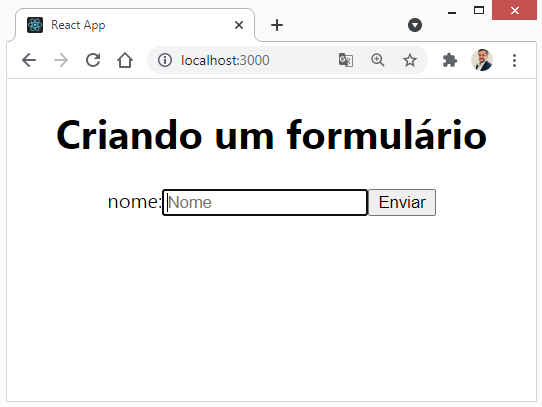 React App
localhost:3000
Criando um formulário
nome: Nome Enviar